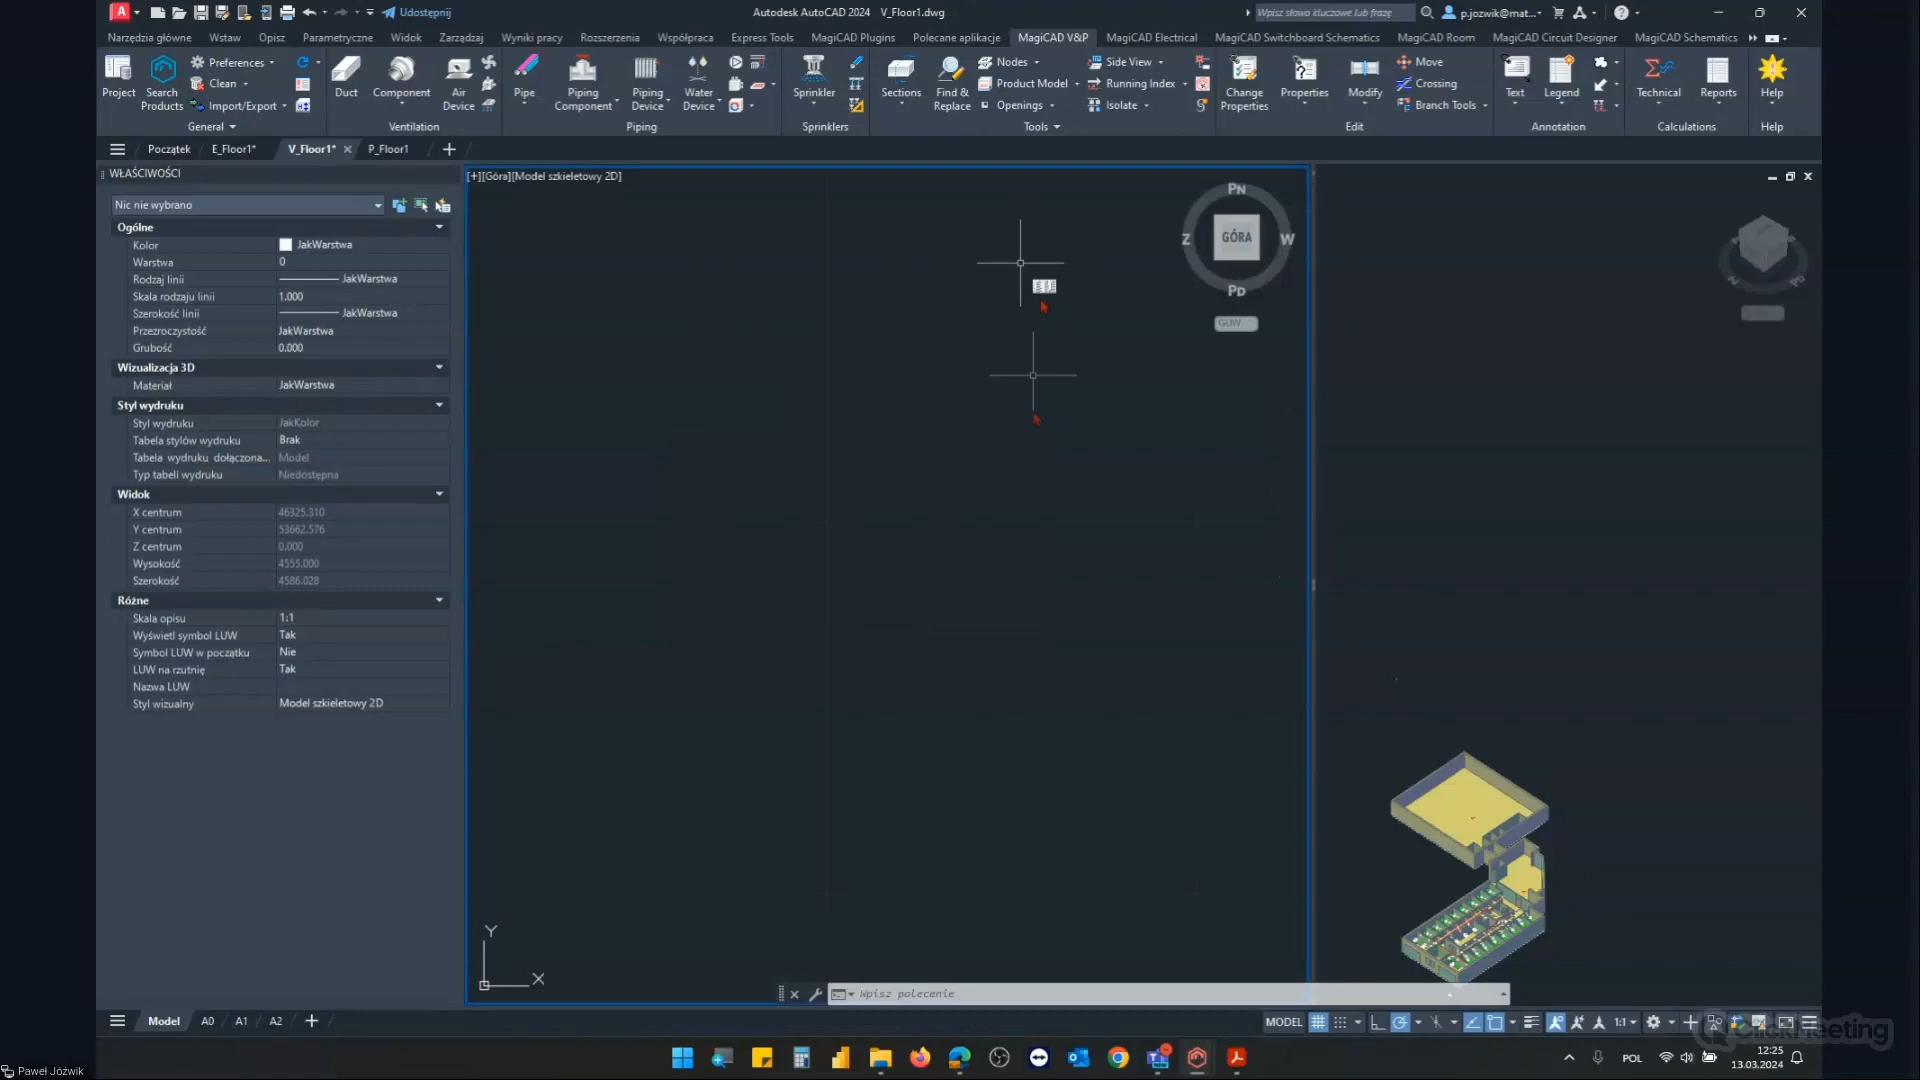 Udostępnij
Autodesk AutoCAD 2024 V_Floor1.dwg
Wpisz słowo kluczowe lub frazę
p.jozwik@mat...
Narzędzia główne Wstaw Opisz Parametryczne Widok Zarządzaj Wyniki pracy Rozszerzenia Współpraca Express Tools MagiCAD Plugins Polecane aplikacje MagiCAD V&P MagiCAD Electrical MagiCAD Switchboard Schematics MagiCAD Room MagiCAD Circuit Designer MagiCAD Schematics
Project
Search Products
Preferences
Clean
Import/Export
General
Duct
Component
Air Device
Ventilation
Pipe
Piping Component
Piping Device
Water Device
Piping
Sprinkler
Sprinklers
Sections
Find & Replace
Nodes
Product Model
Openings
Side View
Running Index
Isolate
Tools
Change Properties
Properties
Modify
Move
Crossing
Branch Tools
Edit
Text
Legend
Annotation
Technical
Reports
Calculations
Help
Help
Początek E_Floor1* V_Floor1* P_Floor1
WŁAŚCIWOŚCI
Nic nie wybrano
Ogólne
Kolor JakWarstwa
Warstwa 0
Rodzaj linii JakWarstwa
Skala rodzaju linii 1.000
Szerokość linii JakWarstwa
Przezroczystość JakWarstwa
Grubość 0.000
Wizualizacja 3D
Materiał JakWarstwa
Styl wydruku
Styl wydruku JakKolor
Tabela stylów wydruku Brak
Tabela wydruku dołączona... Model
Typ tabeli wydruku Niedostępna
Widok
X centrum 46325.310
Y centrum 53662.576
Z centrum 0.000
Wysokość 4555.000
Szerokość 4586.028
Różne
Skala opisu 1:1
Wyświetl symbol LUW Tak
Symbol LUW w początku Nie
LUW na rzutnię Tak
Nazwa LUW
Styl wizualny Model szkieletowy 2D
[+][Góra][Model szkieletowy 2D]
PN
Z GÓRA W
PD
GUW
Y
X
Wpisz polecenie
Model A0 A1 A2
MODEL
1:1
ClickMeeting
POL
12:25
13.03.2024
Paweł Jóźwik